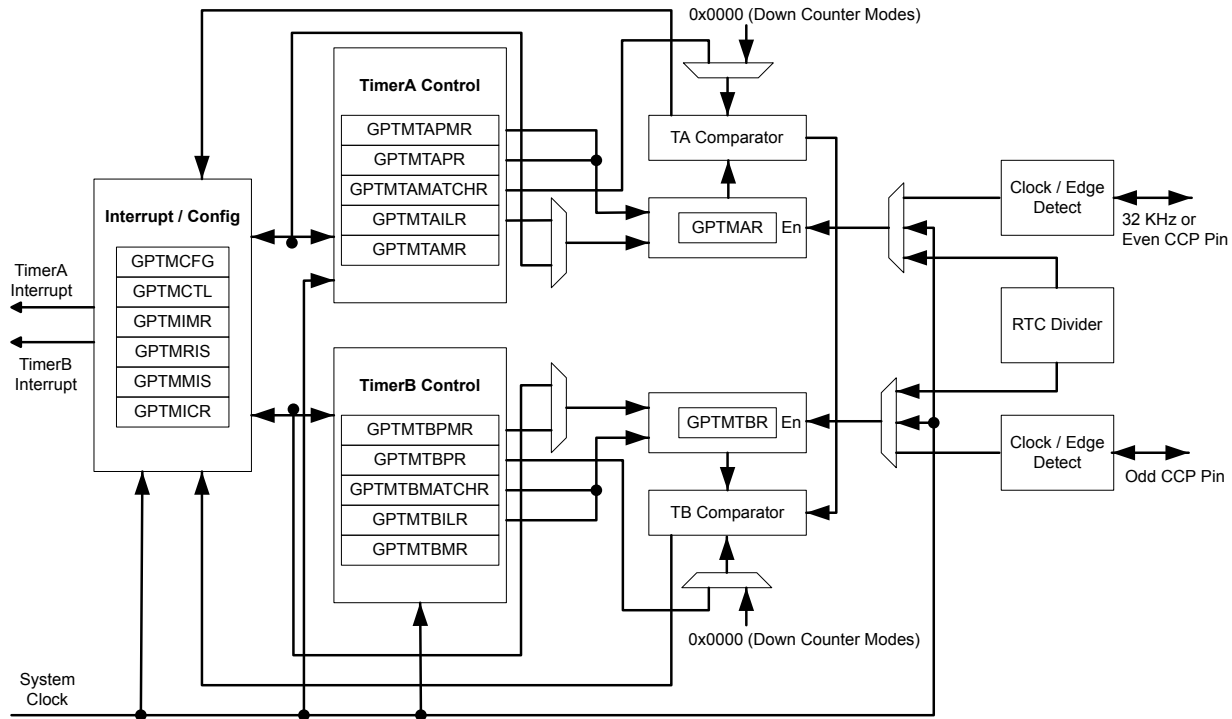 0x0000 (Down Counter Modes)
TimerA Control
GPTMTAPMR
GPTMTAPR
GPTMTAMATCHR
GPTMTAILR
GPTMTAMR
TA Comparator
GPTMAR
En
Clock / Edge
Detect
32 KHz or
Even CCP Pin
Interrupt / Config
GPTMCFG
GPTMCTL
GPTMIMR
GPTMRIS
GPTMMIS
GPTMICR
TimerA
Interrupt
TimerB
Interrupt
RTC Divider
TimerB Control
GPTMTBPMR
GPTMTBPR
GPTMTBMATCHR
GPTMTBILR
GPTMTBMR
GPTMTBR
En
TB Comparator
Clock / Edge
Detect
Odd CCP Pin
0x0000 (Down Counter Modes)
System
Clock